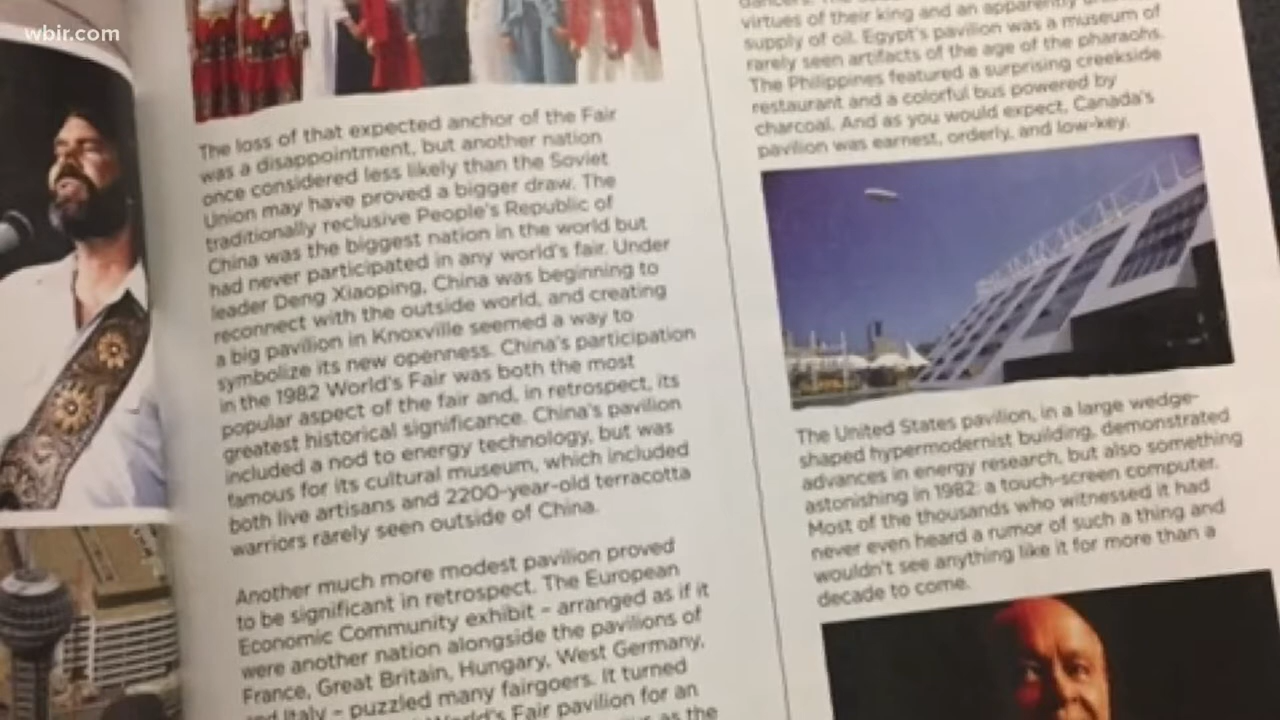 wbir.com
The loss of that expected anchor of the Fair
was a disappointment, but another nation
once considered less likely than the Soviet
Union may have proved a bigger draw. The
traditionally reclusive People's Republic of
China was the biggest nation in the world but
had never participated in any world's fair. Under
leader Deng Xiaoping, China was beginning to
reconnect with the outside world, and creating
a big pavilion in Knoxville seemed a way to
symbolize its new openness. China's participation
in the 1982 World's Fair was both the most
popular aspect of the fair and, in retrospect, its
greatest historical significance. China's pavilion
included a nod to energy technology, but was
famous for its cultural museum, which included
both live artisans and 2200-year-old terracotta
warriors rarely seen outside of China.
Another much more modest pavilion proved
to be significant in retrospect. The European
Economic Community exhibit – arranged as if it
were another nation alongside the pavilions of
France, Great Britain, Hungary, West Germany,
and Italy – puzzled many fairgoers. It turned
World's Fair pavilion for an
as the
virtues of their king and an apparently
supply of oil. Egypt's pavilion was a museum of
rarely seen artifacts of the age of the pharaohs.
The Philippines featured a surprising creekside
restaurant and a colorful bus powered by
charcoal. And as you would expect, Canada's
pavilion was earnest, orderly, and low-key.
The United States pavilion, in a large wedge-
shaped hypermodernist building, demonstrated
advances in energy research, but also something
astonishing in 1982: a touch-screen computer.
Most of the thousands who witnessed it had
never even heard a rumor of such a thing and
wouldn't see anything like it for more than a
decade to come.